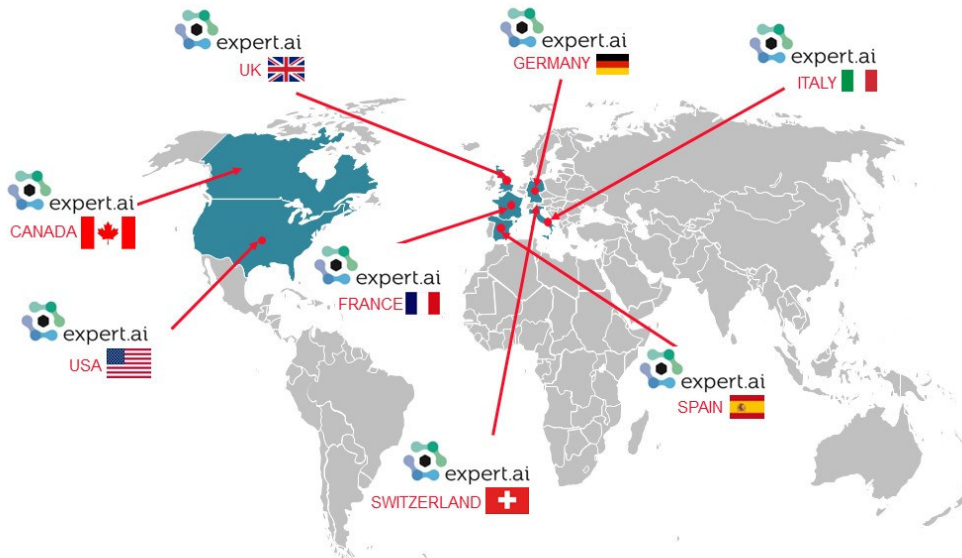 expert.ai
UK
expert.ai
GERMANY
expert.ai
ITALY
expert.ai
CANADA
expert.ai
FRANCE
expert.ai
USA
expert.ai
SPAIN
expert.ai
SWITZERLAND